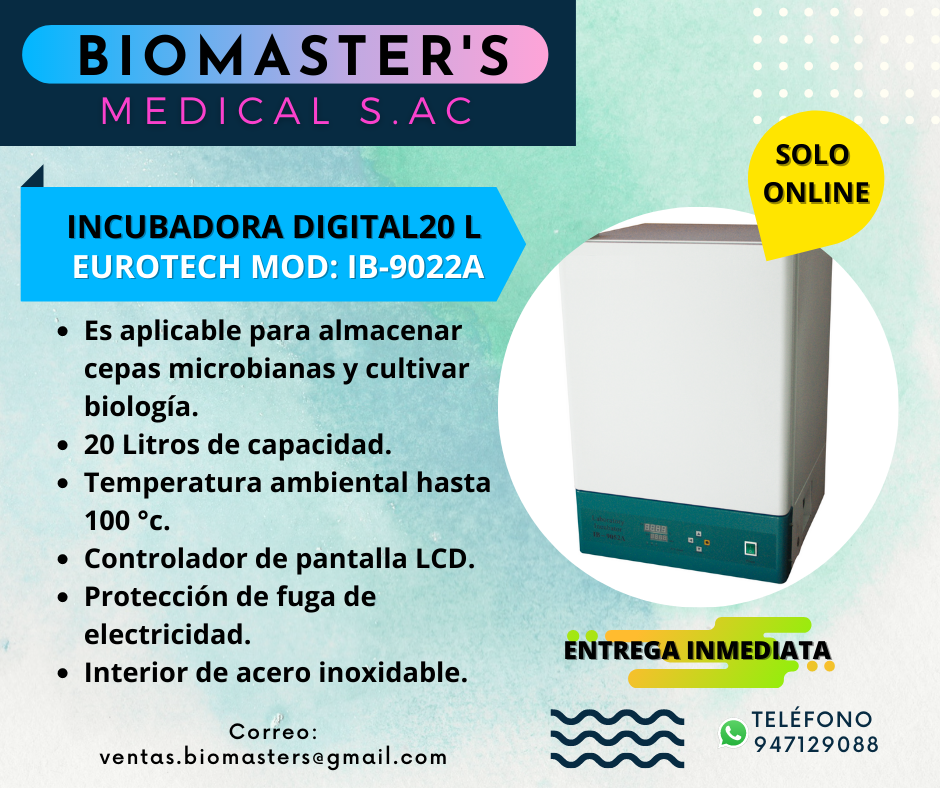 BIOMASTER'S
MEDICAL S.AC
SOLO
ONLINE
INCUBADORA DIGITAL20 L
EUROTECH MOD: IB-9022A
• Es aplicable para almacenar
cepas microbianas y cultivar
biología.
• 20 Litros de capacidad.
• Temperatura ambiental hasta
100 °c.
• Controlador de pantalla LCD.
• Protección de fuga de
electricidad.
• Interior de acero inoxidable.
ENTREGA INMEDIATA
Correo:
ventas.biomasters@gmail.com
TELÉFONO
947129088